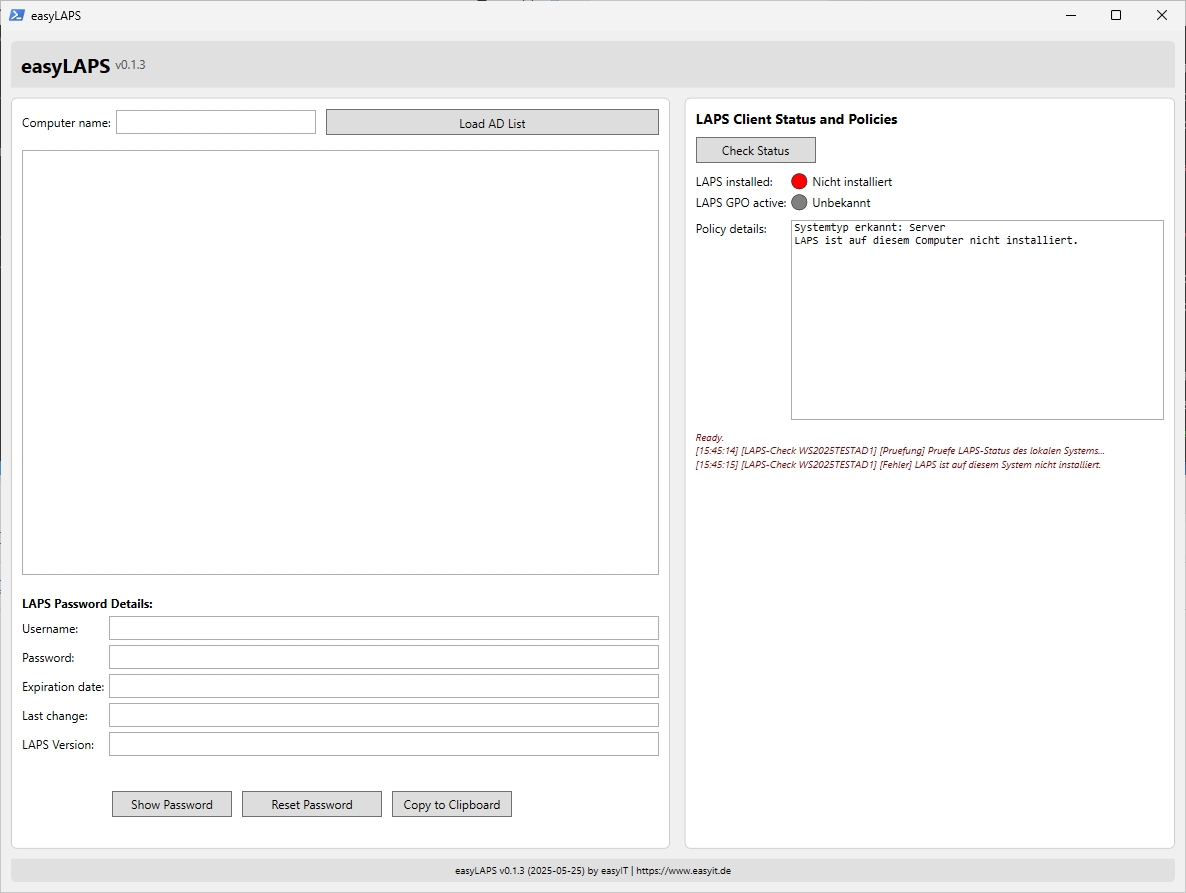 easyLAPS
easyLAPS v0.1.3
Computer name:
Load AD List
LAPS Password Details:
Username:
Password:
Expiration date:
Last change:
LAPS Version:
Show Password
Reset Password
Copy to Clipboard
LAPS Client Status and Policies
Check Status
LAPS installed: Nicht installiert
LAPS GPO active: Unbekannt
Policy details:
Systemtyp erkannt: Server
LAPS ist auf diesem Computer nicht installiert.
Ready.
[15:45:14] [LAPS-Check WS2025TESTAD1] [Pruefung] Pruefe LAPS-Status des lokalen Systems...
[15:45:15] [LAPS-Check WS2025TESTAD1] [Fehler] LAPS ist auf diesem System nicht installiert.
easyLAPS v0.1.3 (2025-05-25) by easyIT | https://www.easyit.de